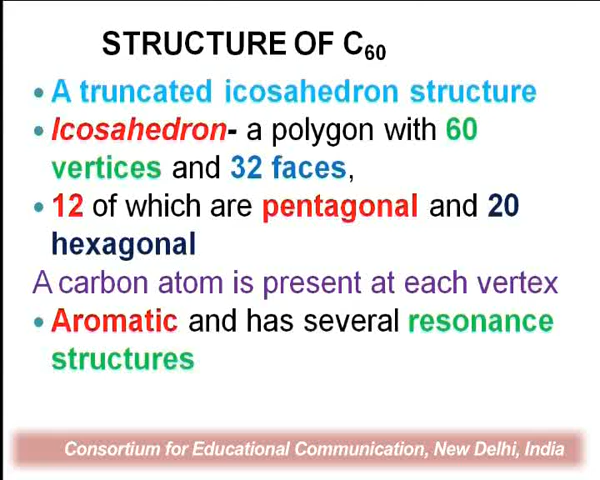 STRUCTURE OF C60
• A truncated icosahedron structure
• Icosahedron- a polygon with 60
vertices and 32 faces,
• 12 of which are pentagonal and 20
hexagonal
A carbon atom is present at each vertex
• Aromatic and has several resonance
structures
Consortium for Educational Communication, New Delhi, India